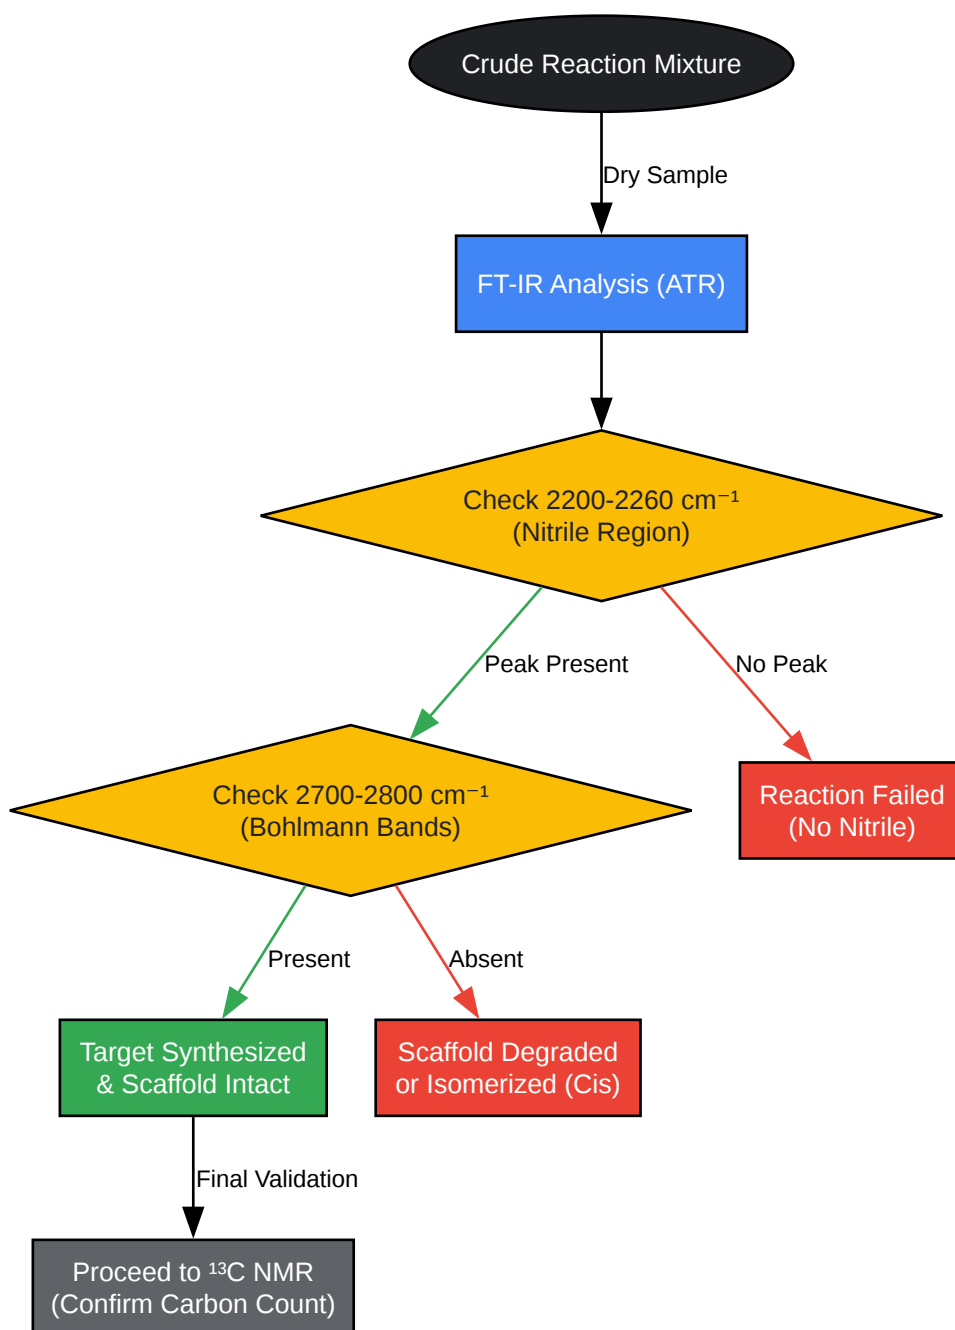 Crude Reaction Mixture
Dry Sample
FT-IR Analysis (ATR)
Check 2200-2260 cm⁻¹
(Nitrile Region)
Peak Present
No Peak
Check 2700-2800 cm⁻¹
(Bohlmann Bands)
Reaction Failed
(No Nitrile)
Present
Absent
Target Synthesized
& Scaffold Intact
Scaffold Degraded
or Isomerized (Cis)
Final Validation
Proceed to ¹³C NMR
(Confirm Carbon Count)